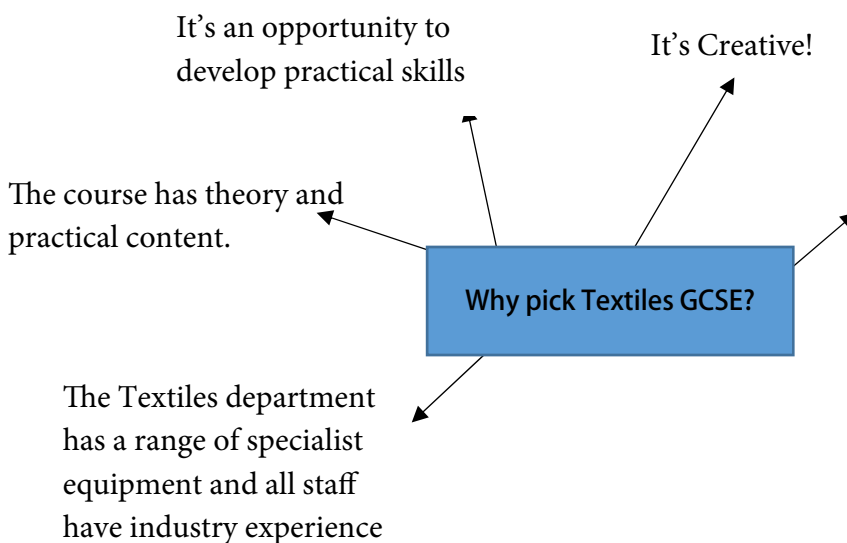 It’s an opportunity to
develop practical skills
It’s Creative!
The course has theory and
practical content.
Why pick Textiles GCSE?
The Textiles department
has a range of specialist
equipment and all staff
have industry experience